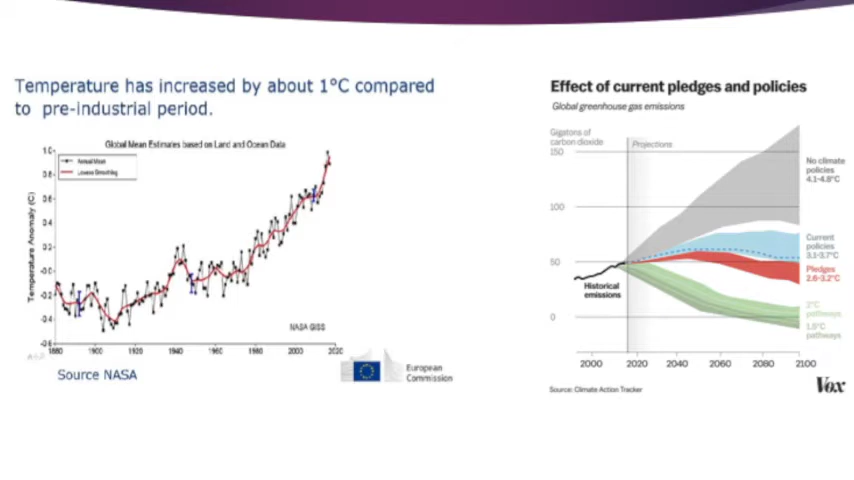 Temperature has increased by about 1°C compared
to pre-industrial period.
Global Mean Estimates based on Land and Ocean Data
Annual Mean
Lowess Smoothing
Temperature Anomaly (C)
1.0
0.8
0.6
0.4
0.2
-0.0
-0.2
-0.4
-0.6
NASA GISS
1880
1900
1920
1940
1960
1980
2000
2020
Source NASA
European
Commission
Effect of current pledges and policies
Global greenhouse gas emissions
Gigatons of
carbon dioxide
150
100
50
0
Projections
No climate
policies
4.1-4.8°C
Current
policies
3.1-3.7°C
Pledges
2.6-3.2°C
2°C
pathways
1.5°C
pathways
Historical
emissions
2000
2020
2040
2060
2080
2100
Source: Climate Action Tracker
Vox